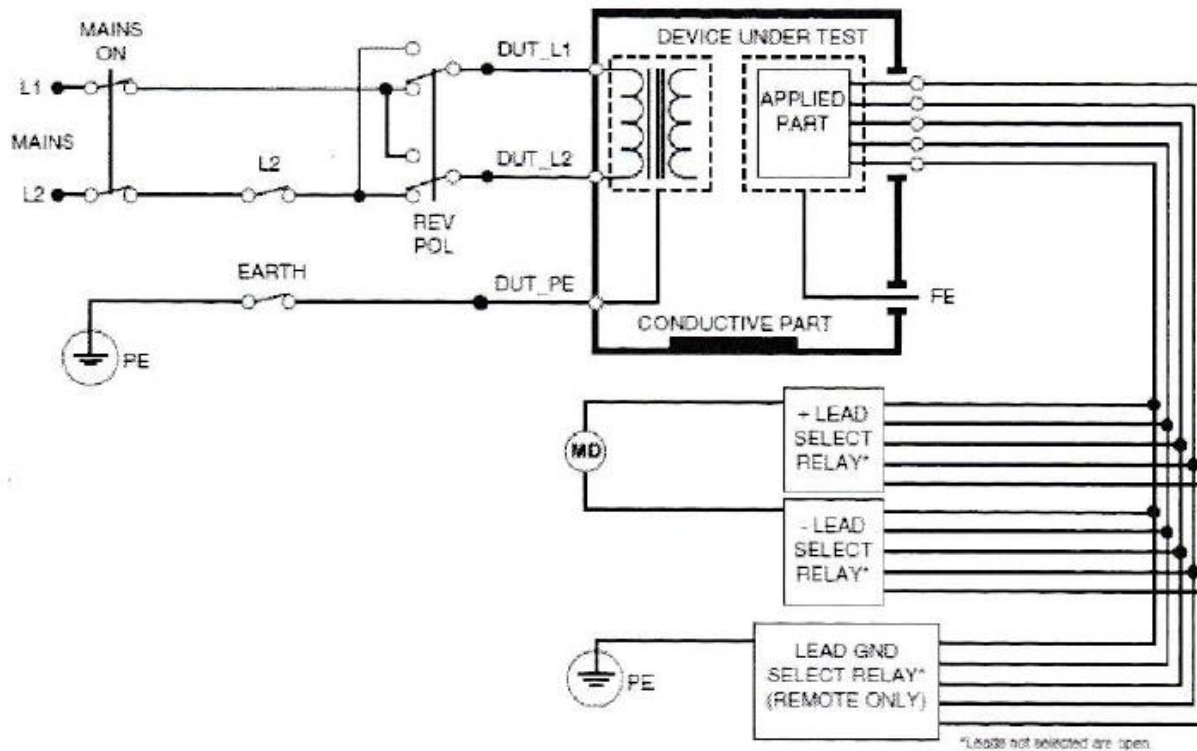 MAINS
ON
L1
MAINS
L2
L2
REV
POL
EARTH
PE
DUT_L1
DUT_L2
DUT_PE
DEVICE UNDER TEST
APPLIED
PART
FE
CONDUCTIVE PART
MD
+ LEAD
SELECT
RELAY*
- LEAD
SELECT
RELAY*
PE
LEAD GND
SELECT RELAY*
(REMOTE ONLY)
*Leads not selected are open.